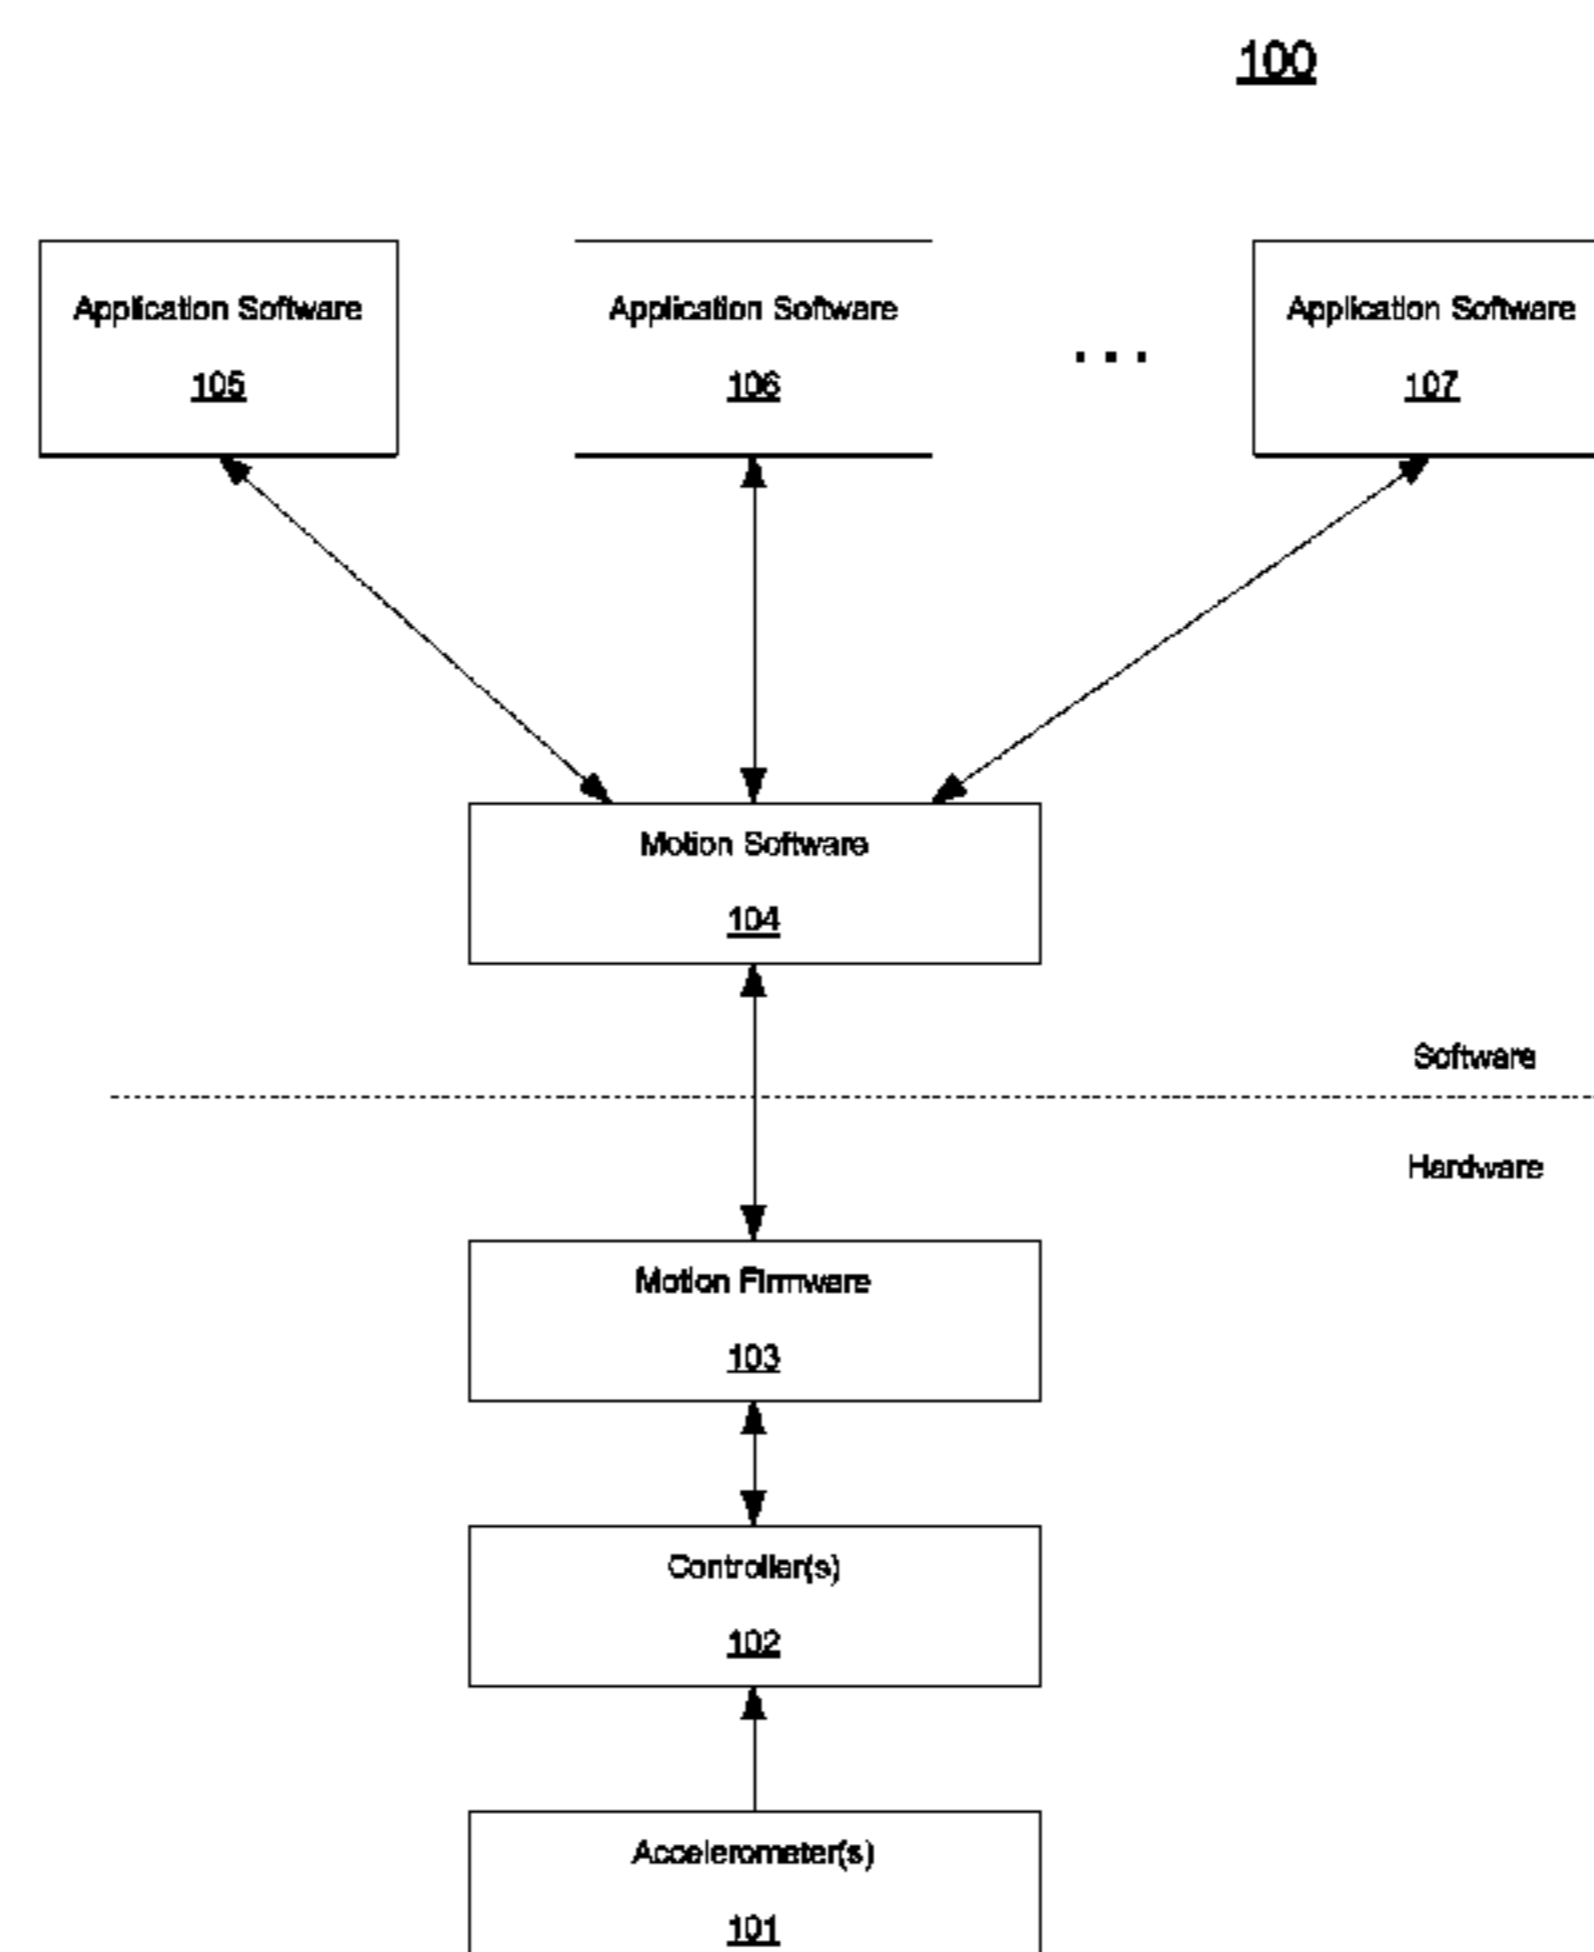 100
Application Software
105
Application Software
106
...
Application Software
107
Motion Software
104
Software
Hardware
Motion Firmware
103
Controller(s)
102
Accelerometer(s)
101